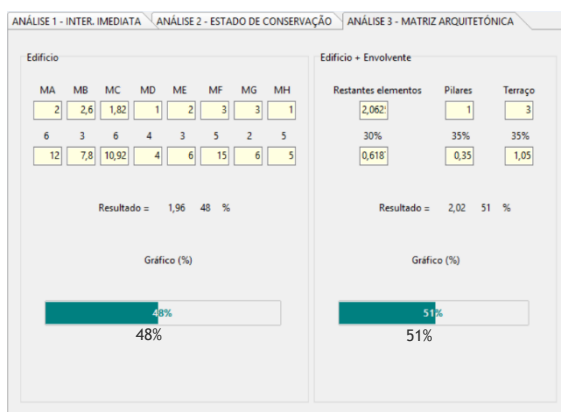 ANÁLISE 1 - INTER. IMEDIATA ANÁLISE 2 - ESTADO DE CONSERVAÇÃO ANÁLISE 3 - MATRIZ ARQUITETÓNICA
Edifício
MA MB MC MD ME MF MG MH
2 2,6 1,82 1 2 3 3 1
6 3 6 4 3 5 2 5
12 7,8 10,92 4 6 15 6 5
Resultado = 1,96 48 %
Gráfico (%)
48%
48%
Edifício + Envolvente
Restantes elementos Pilares Terraço
2,062 1 3
30% 35% 35%
0,618 0,35 1,05
Resultado = 2,02 51 %
Gráfico (%)
51%
51%